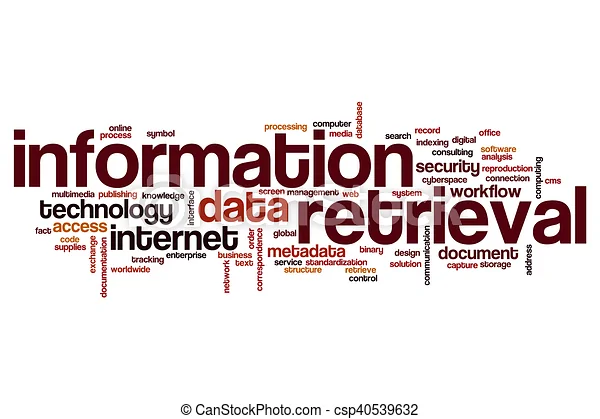 online
process
symbol
processing
computer
media
database
search
record
indexing
digital
office
consulting
software
analysis
information
security
reproduction
cyberspace
connection
computing
cms
multimedia
publishing
knowledge
interface
screen
management
web
system
workflow
technology
data
retrieval
fact
access
code
supplies
internet
exchange
documentation
tracking
worldwide
enterprise
business
text
network
order
correspondence
global
metadata
binary
service
standardization
structure
retrieve
control
design
solution
communication
document
capture
storage
address
© CanStockPhoto.com - csp40539632